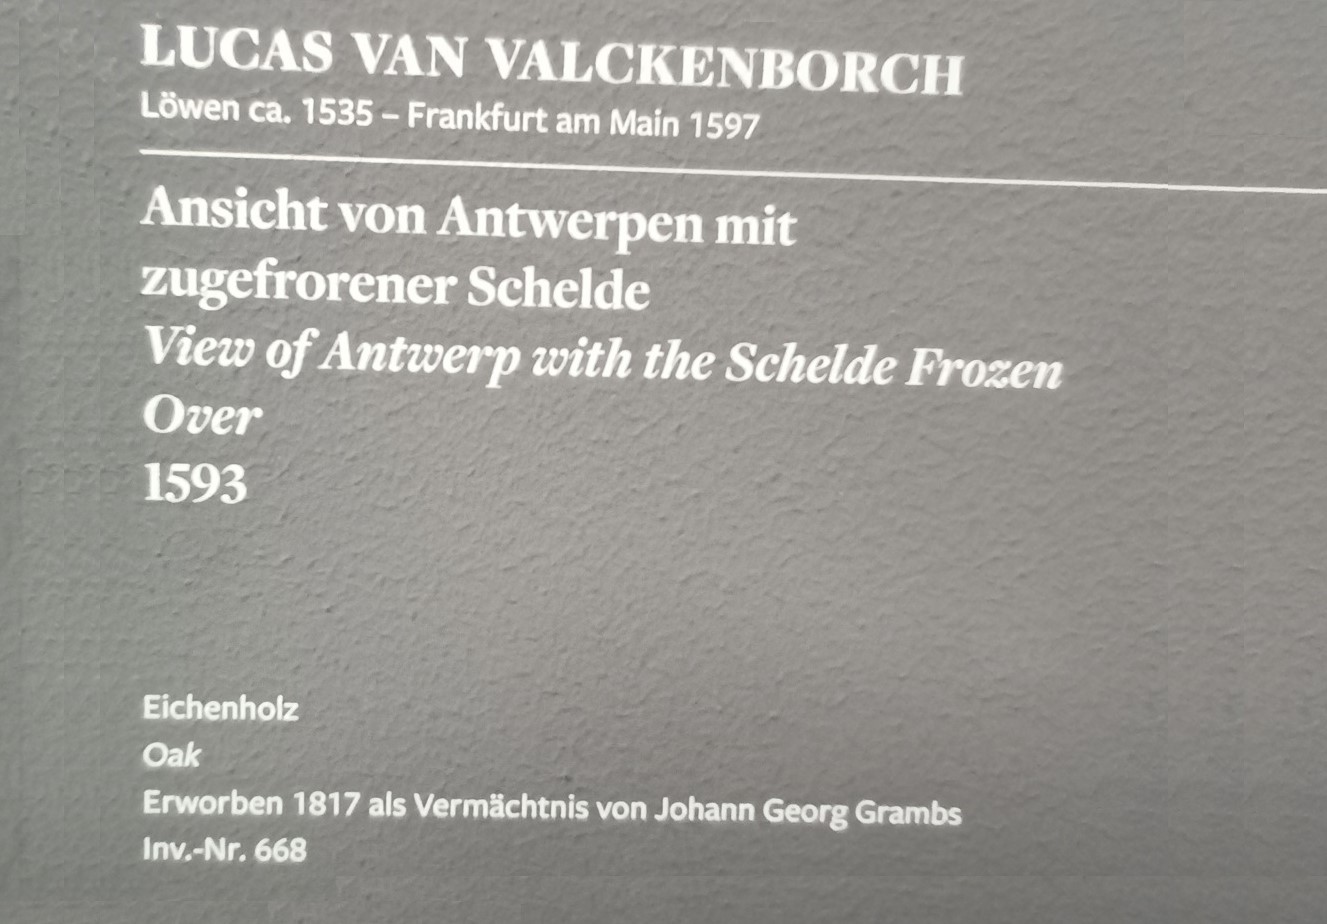 LUCAS VAN VALCKENBORCH
Löwen ca. 1535 – Frankfurt am Main 1597
Ansicht von Antwerpen mit
zugefrorener Schelde
View of Antwerp with the Schelde Frozen
Over
1593
Eichenholz
Oak
Erworben 1817 als Vermächtnis von Johann Georg Grambs
Inv.-Nr. 668